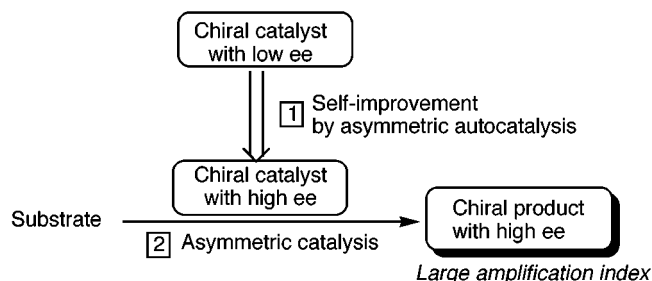 Chiral catalyst
with low ee
1 Self-improvement
by asymmetric autocatalysis
Chiral catalyst
with high ee
Substrate
2 Asymmetric catalysis
Chiral product
with high ee
Large amplification index